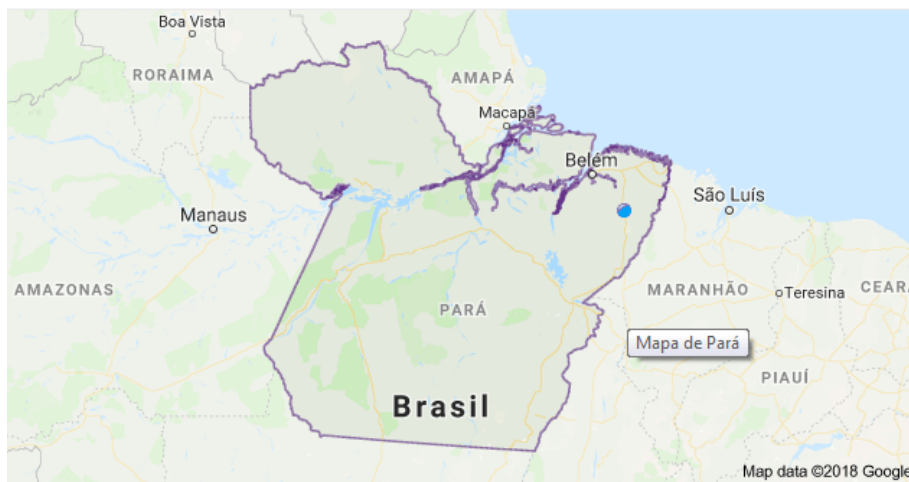 Boa Vista
RORAIMA
AMAPÁ
Macapá
Belém
São Luís
Manaus
AMAZONAS
PARÁ
MARANHÃO
Teresina
CEARÁ
Mapa de Pará
PIAUÍ
Brasil
Map data ©2018 Google